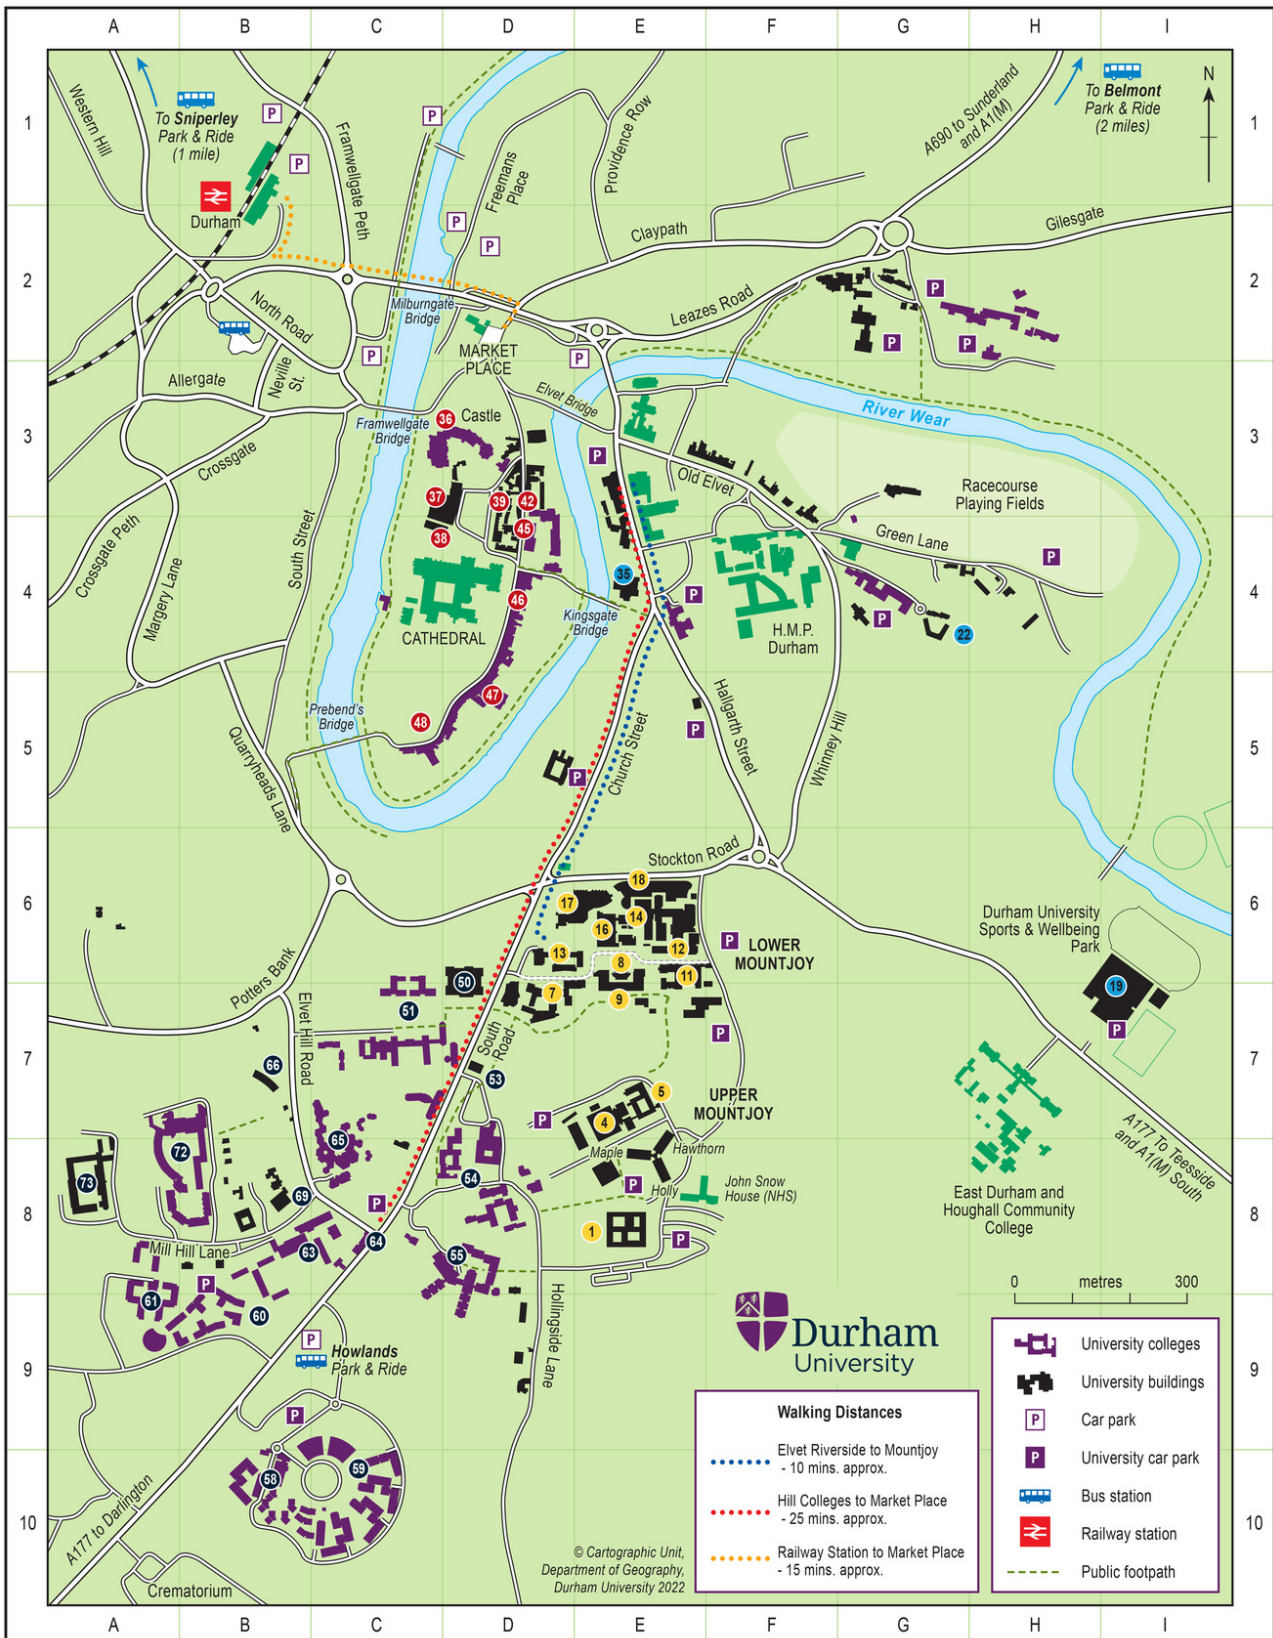 A B C D E F G H I
1
2
3
4
5
6
7
8
9
10
1
2
3
4
5
6
7
8
9
10
A B C D E F G H I
Western Hill
To Sniperley
Park & Ride
(1 mile)
P
P
P
Framwellgate Peth
Freemans
Place
Providence Row
A690 to Sunderland
and A1(M)
To Belmont
Park & Ride
(2 miles)
N
Durham
P
P
Claypath
Gilesgate
North Road
Milburngate
Bridge
Leazes Road
P
P
P
P
MARKET
PLACE
P
Allergate
Neville
St.
Elvet Bridge
River Wear
36
Castle
Framwellgate
Bridge
Crossgate
P
Old Elvet
Racecourse
Playing Fields
37
39
42
45
38
Crossgate Peth
South Street
Margery Lane
Green Lane
P
35
46
P
Kingsgate
Bridge
CATHEDRAL
H.M.P.
Durham
P
22
47
48
Prebend's
Bridge
Quarryheads Lane
Hallgarth Street
P
Church Street
Whinney Hill
P
Stockton Road
18
17
14
16
13
12
8
11
P
LOWER
MOUNTJOY
Durham University
Sports & Wellbeing
Park
19
P
Potters Bank
50
51
7
9
P
Elvet Hill Road
South
Road
66
53
UPPER
MOUNTJOY
5
4
P
Maple
Hawthorn
65
72
73
54
P
Holly
John Snow
House (NHS)
A177 To Teesside
and A1(M) South
East Durham and
Houghall Community
College
69
P
1
P
Mill Hill Lane
63
64
55
P
61
60
Hollingside Lane
0 metres 300
Durham
University
P
Howlands
Park & Ride
P
58
59
A177 to Darlington
Crematorium
© Cartographic Unit,
Department of Geography,
Durham University 2022
Walking Distances
Elvet Riverside to Mountjoy
- 10 mins. approx.
Hill Colleges to Market Place
- 25 mins. approx.
Railway Station to Market Place
- 15 mins. approx.
University colleges
University buildings
P Car park
P University car park
Bus station
Railway station
Public footpath